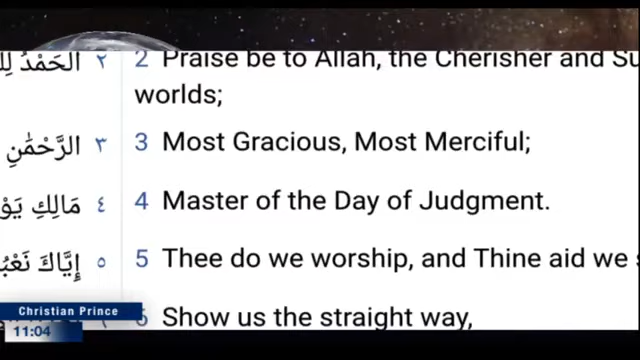 الْحَمْدُ ٢ 2 Praise be to Allah, the Cherisher and Su
worlds;
الرَّحْمَٰنِ ٣ 3 Most Gracious, Most Merciful;
مَالِكِ يَوْ ٤ 4 Master of the Day of Judgment.
إِيَّاكَ نَعْبُ ٥ 5 Thee do we worship, and Thine aid we s
Christian Prince
11:04
6 Show us the straight way,